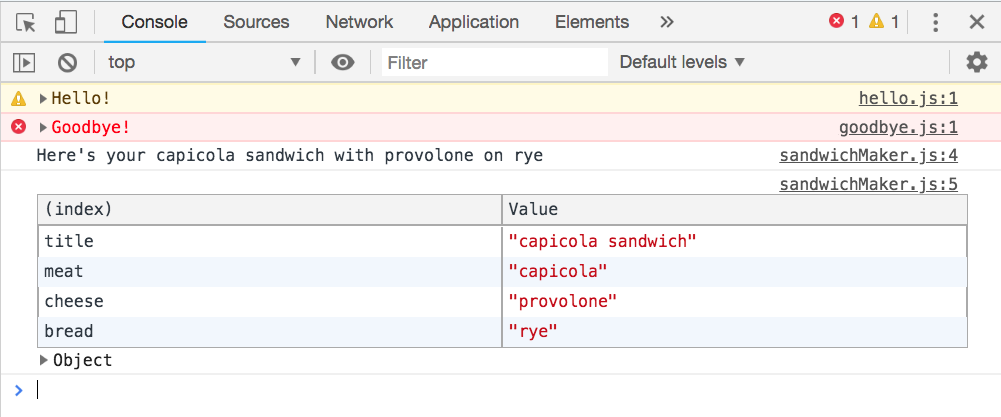 Console Sources Network Application Elements » 1 1
top Filter Default levels
Hello! hello.js:1
Goodbye! goodbye.js:1
Here's your capicola sandwich with provolone on rye sandwichMaker.js:4
sandwichMaker.js:5
(index) Value
title "capicola sandwich"
meat "capicola"
cheese "provolone"
bread "rye"
Object